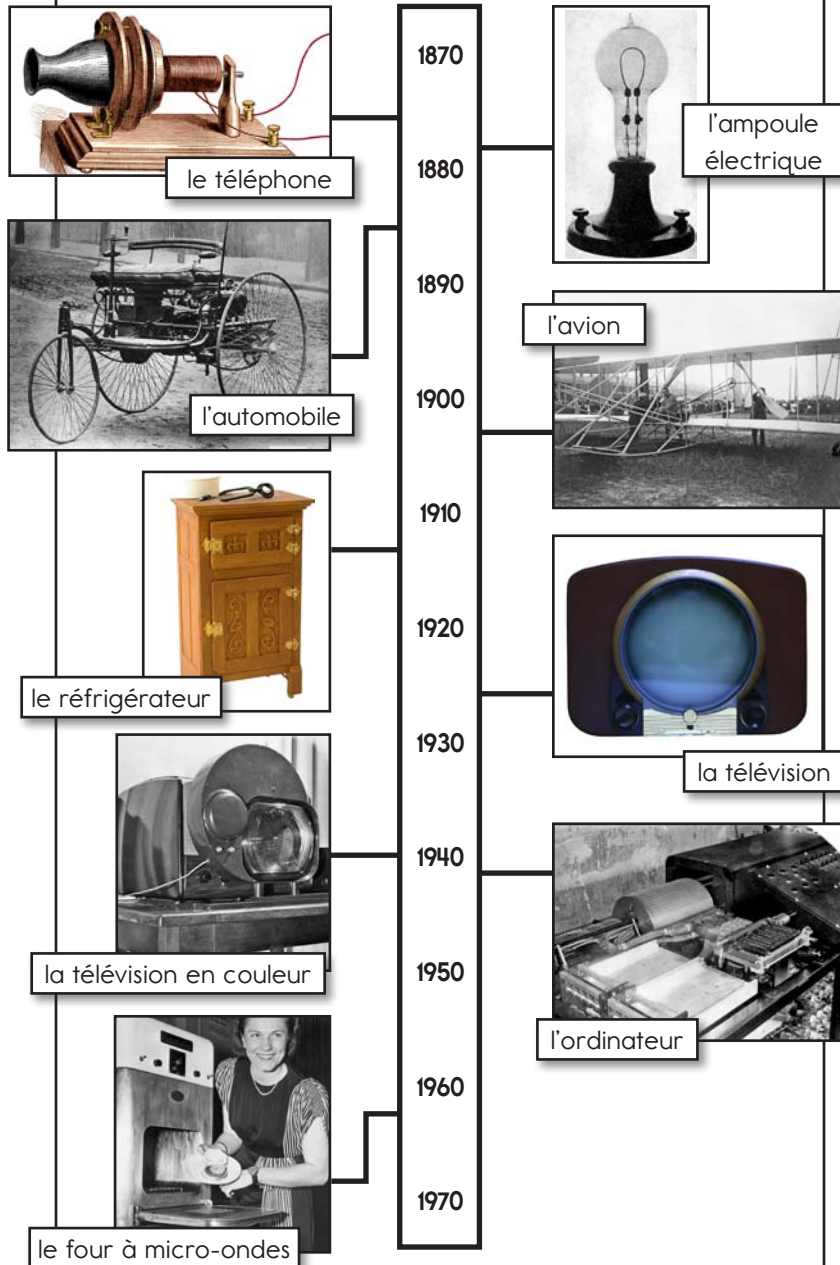 1870
le téléphone
l'ampoule
électrique
1880
1890
l'avion
l'automobile
1900
1910
le réfrigérateur
1920
la télévision
1930
1940
la télévision en couleur
1950
l'ordinateur
1960
1970
le four à micro-ondes